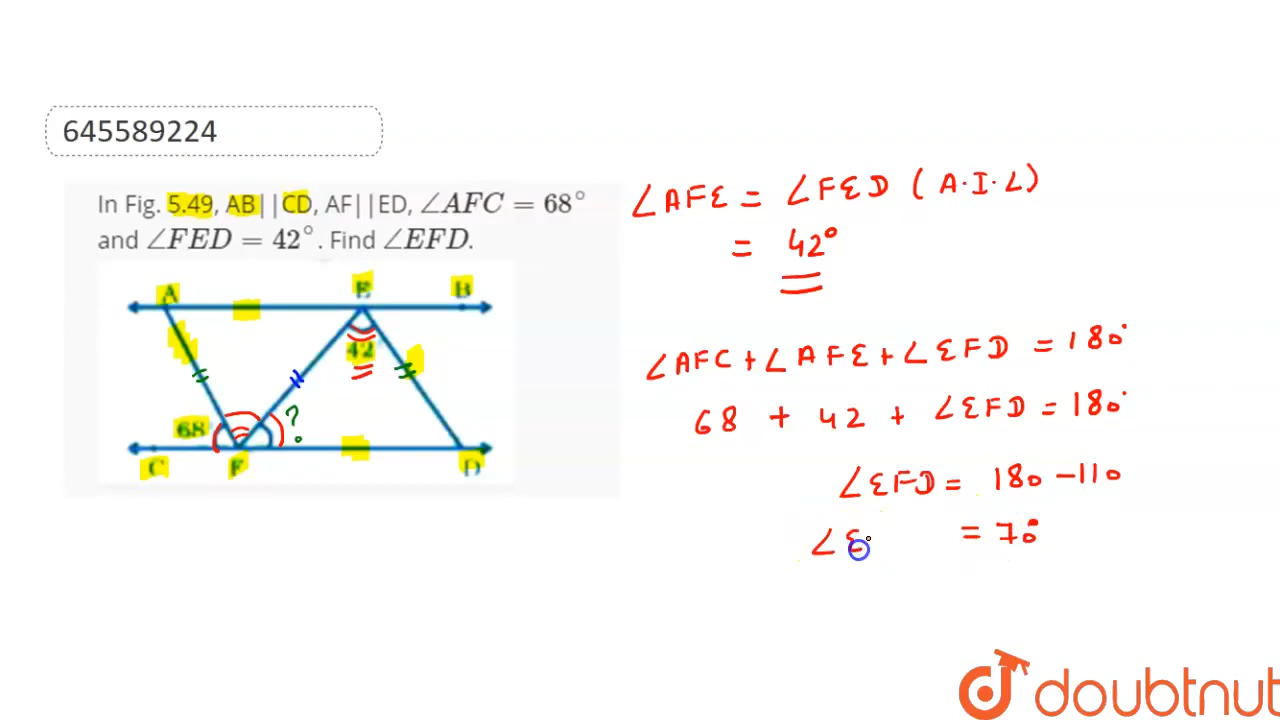 645589224
In Fig. 5.49, AB||CD, AF||ED, ∠AFC = 68°
and ∠FED = 42°. Find ∠EFD.
A E B
42
?
68
C F D
∠AFE = ∠FED (A.I.L)
= 42°
∠AFC + ∠AFE + ∠EFD = 180°
68 + 42 + ∠EFD = 180°
∠EFD = 180 - 110
∠E = 70°
doubtnut